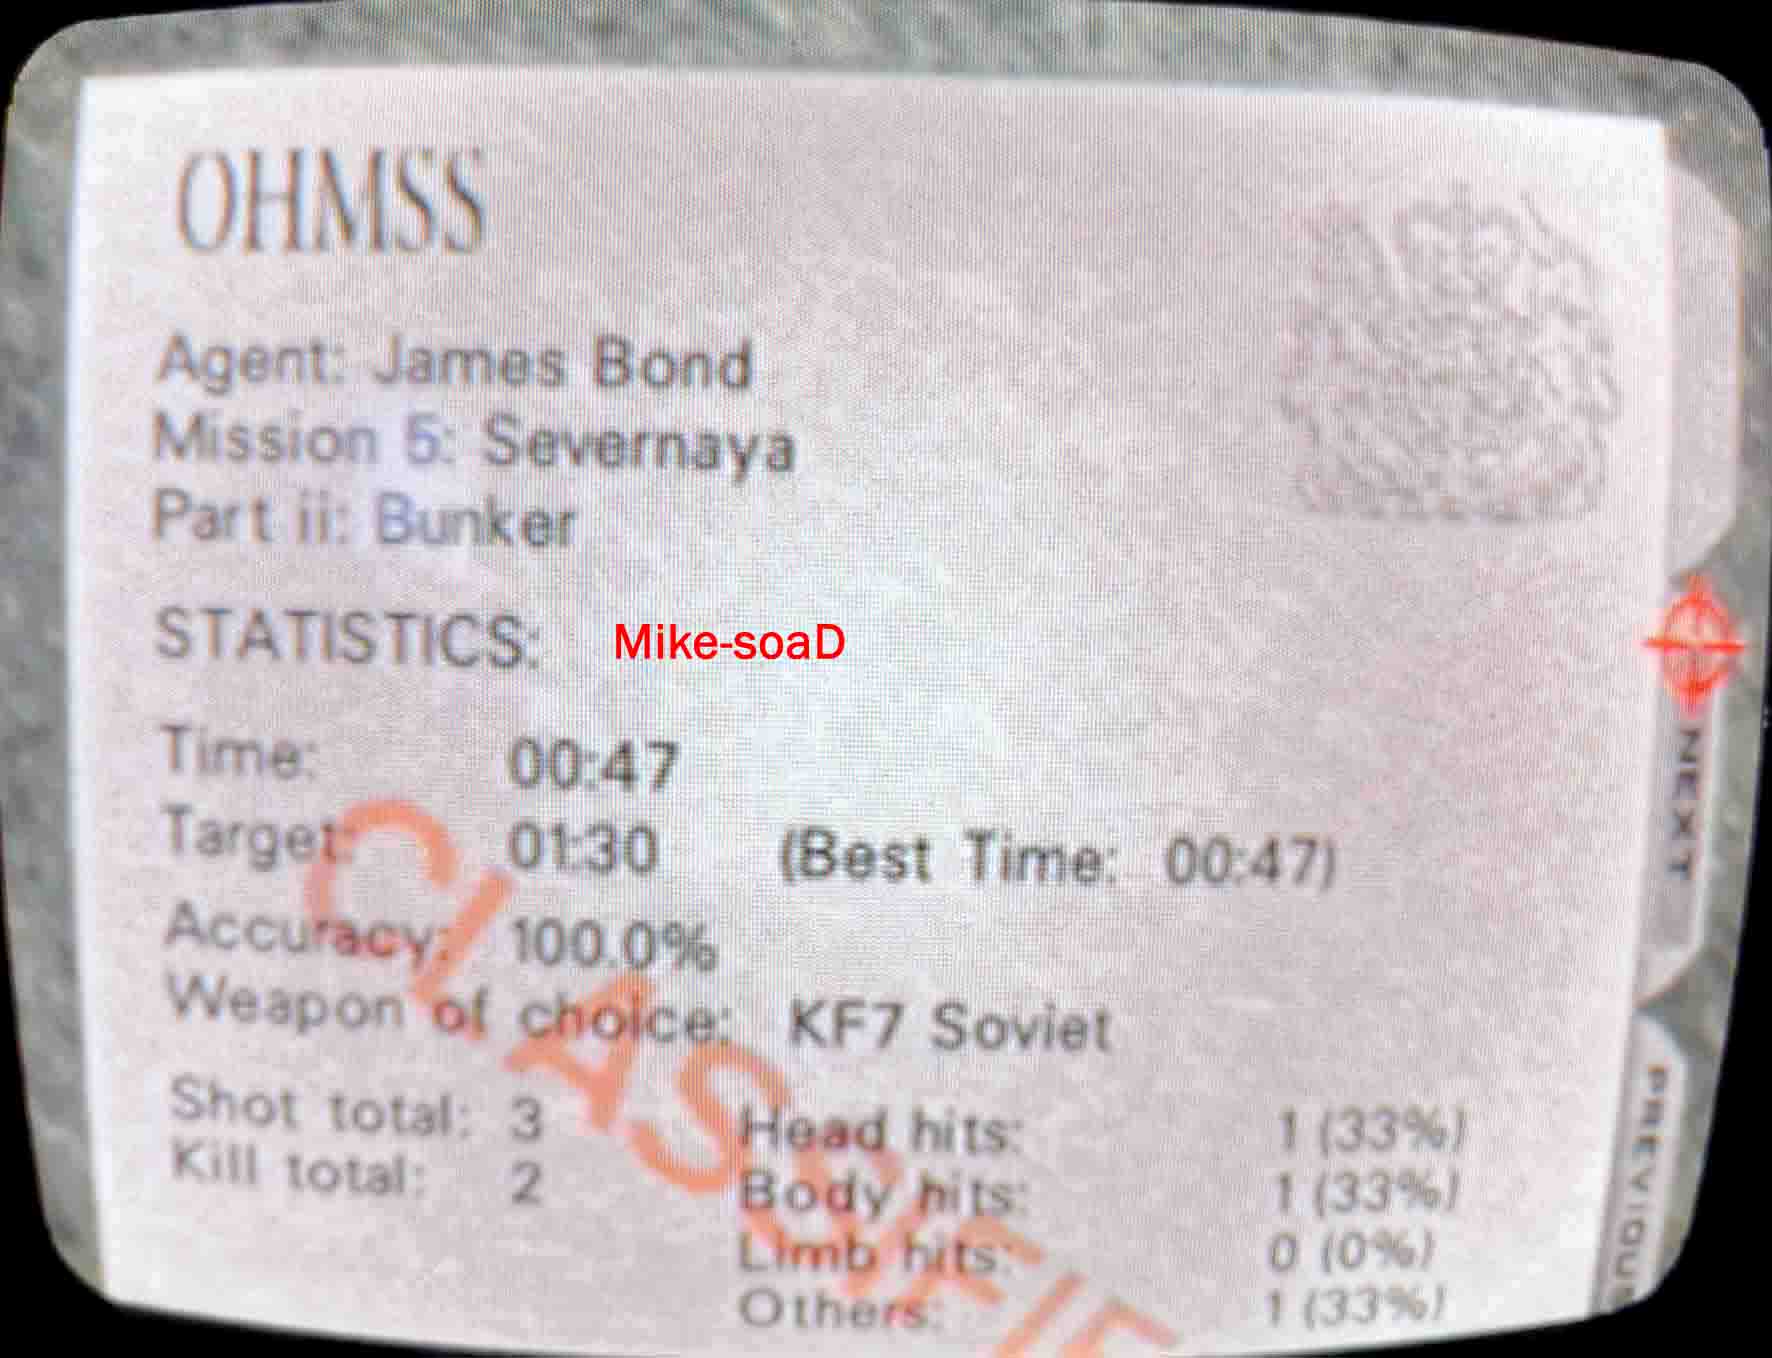 OHMSS
Agent: James Bond
Mission 5: Severnaya
Part ii: Bunker
STATISTICS:
Mike-soaD
Time: 00:47
Target: 01:30 (Best Time: 00:47)
Accuracy: 100.0%
Weapon of choice: KF7 Soviet
Shot total: 3 Head hits: 1 (33%)
Kill total: 2 Body hits: 1 (33%)
Limb hits: 0 (0%)
Others: 1 (33%)
CLASSIFIE
NEXT
PREVIOUS